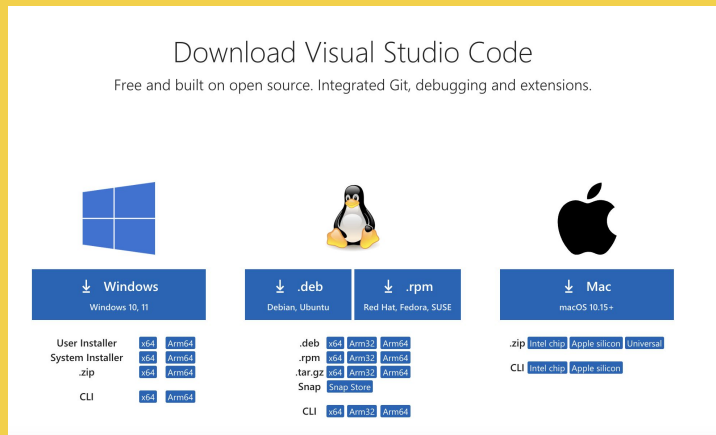 Download Visual Studio Code
Free and built on open source. Integrated Git, debugging and extensions.
Windows
Windows 10, 11
User Installer x64 Arm64
System Installer x64 Arm64
.zip x64 Arm64
CLI x64 Arm64
.deb
Debian, Ubuntu
.rpm
Red Hat, Fedora, SUSE
.deb x64 Arm32 Arm64
.rpm x64 Arm32 Arm64
.tar.gz x64 Arm32 Arm64
Snap Snap Store
CLI x64 Arm32 Arm64
Mac
macOS 10.15+
.zip Intel chip Apple silicon Universal
CLI Intel chip Apple silicon